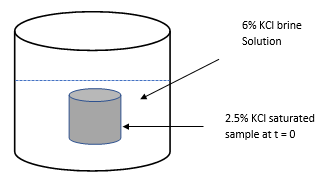 6% KCl brine
Solution
2.5% KCl saturated
sample at t = 0